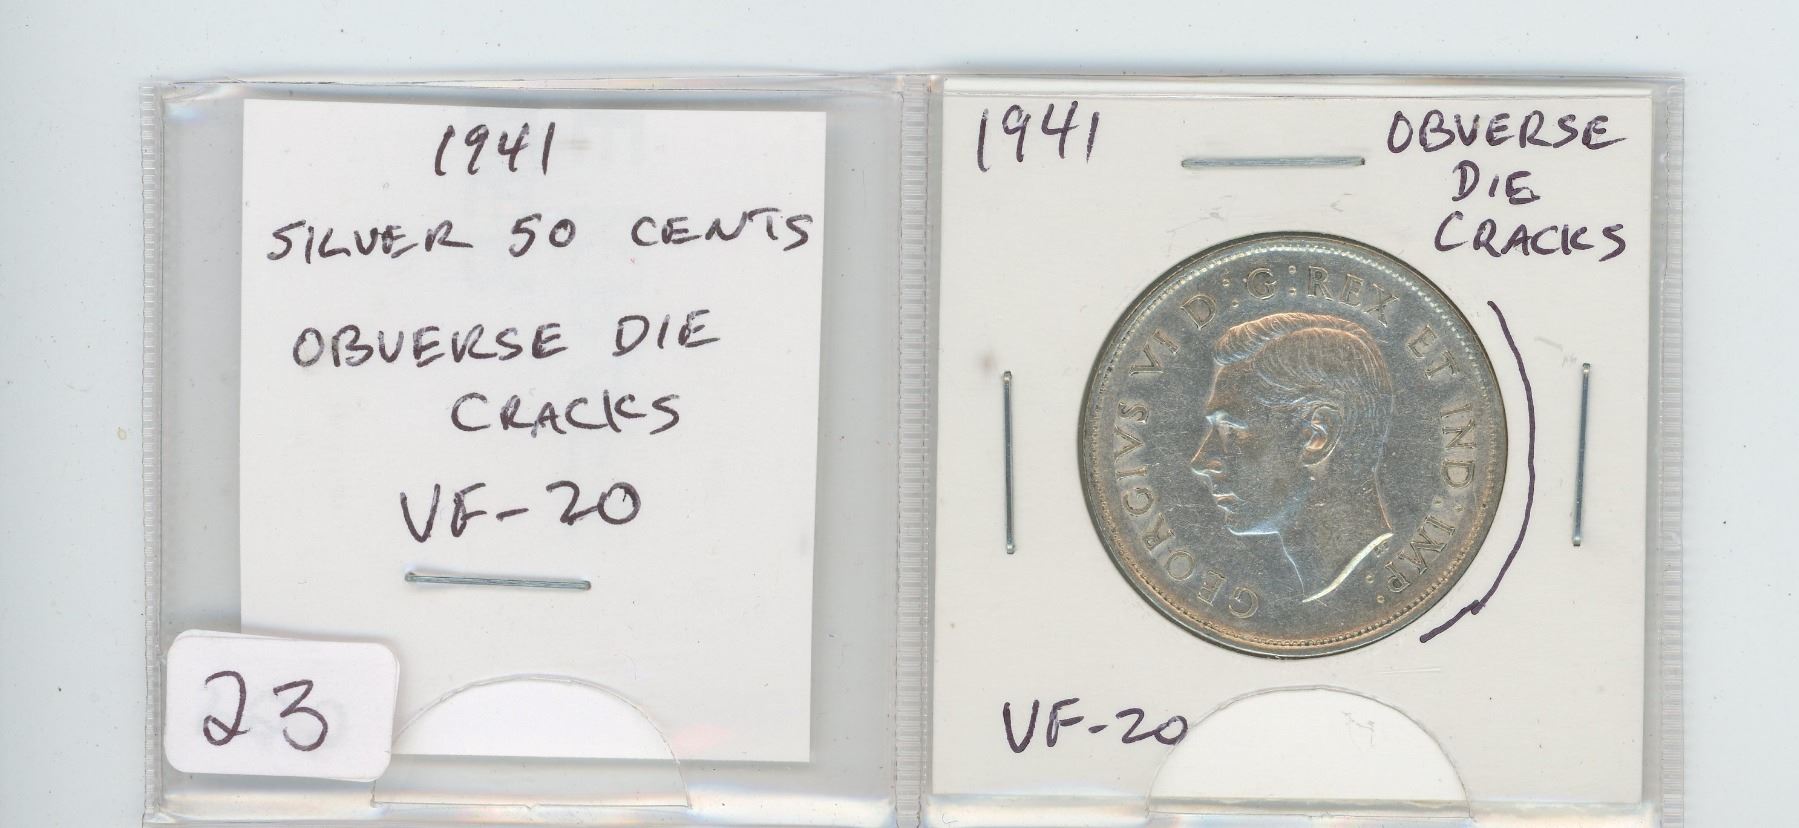 1941
SILVER 50 CENTS
OBVERSE DIE
CRACKS
VF-20
23
1941
OBVERSE
DIE
CRACKS
GEORGIVS VI D:G:REX ET IND:IMP:
VF-20